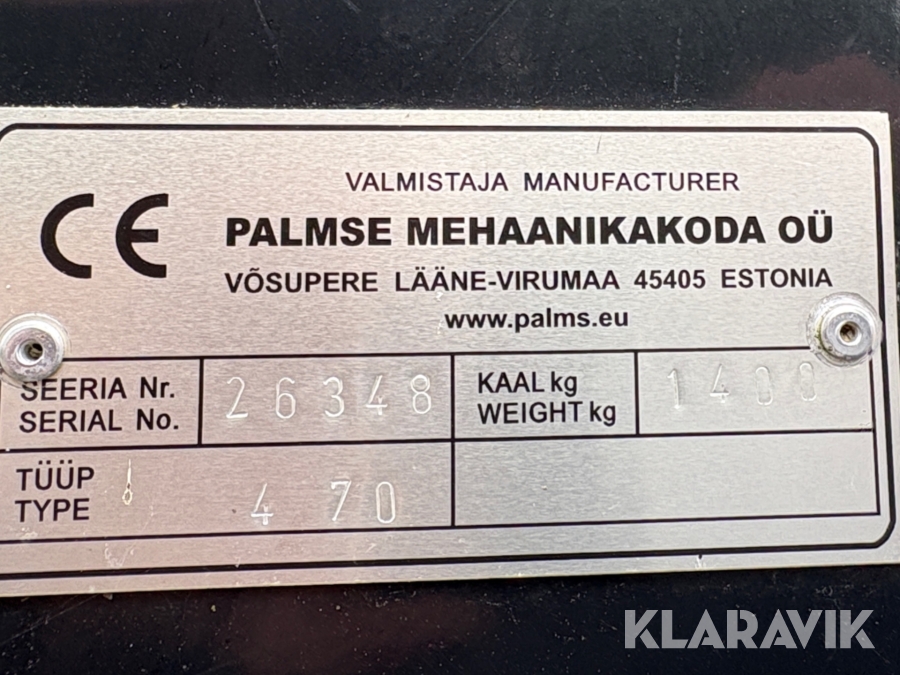 CE
VALMISTAJA MANUFACTURER
PALMSE MEHAANIKAKODA OÜ
VÕSUPERE LÄÄNE-VIRUMAA 45405 ESTONIA
www.palms.eu
SEERIA Nr.
SERIAL No.
26348
KAAL kg
WEIGHT kg
1400
TÜÜP
TYPE
4 70
KLARAVIK